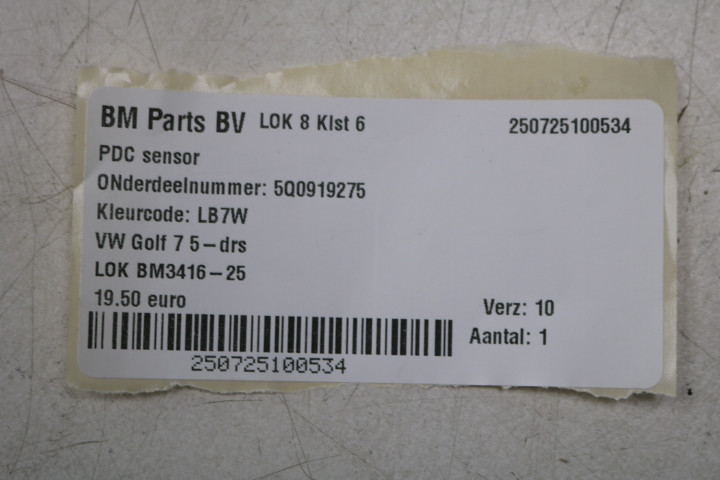 BM Parts BV LOK 8 Klst 6 250725100534
PDC sensor
ONderdeelnummer: 5Q0919275
Kleurcode: LB7W
VW Golf 7 5-drs
LOK BM3416-25
19.50 euro
Verz: 10
Aantal: 1
250725100534